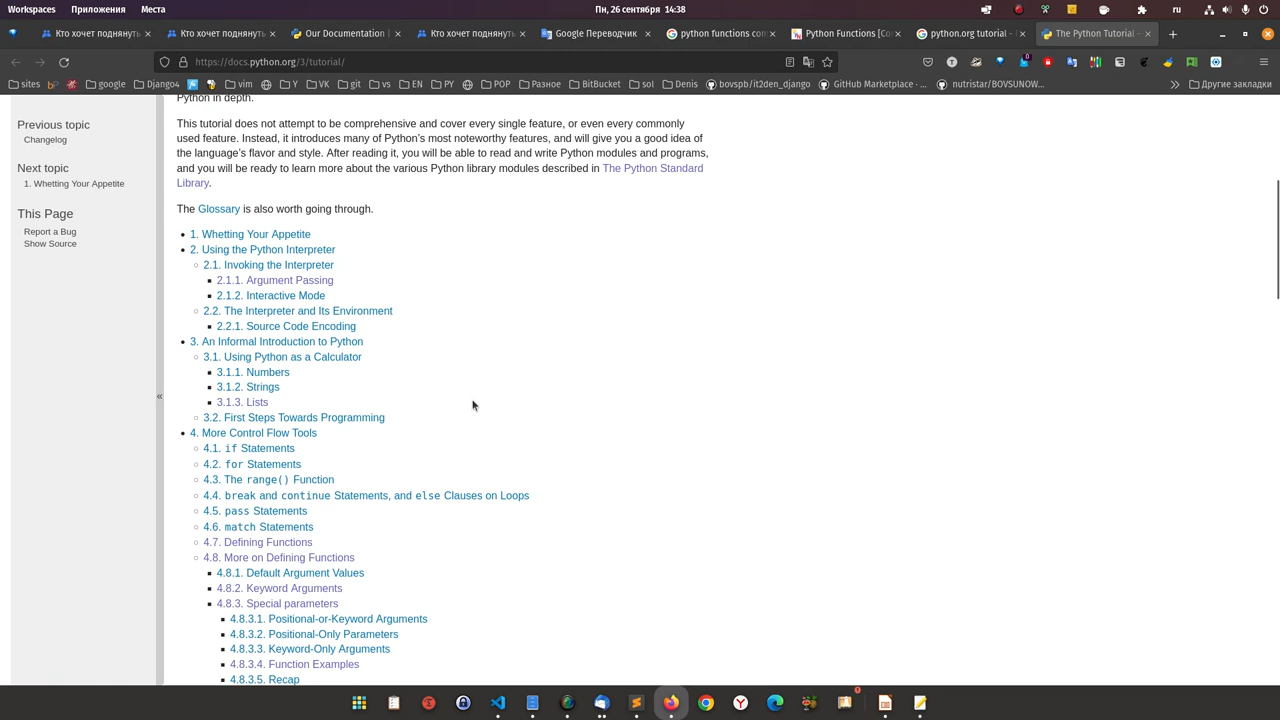 Workspaces Приложения Места
Пн, 26 сентября 14:38
ru
Кто хочет поднянуть
Кто хочет поднянуть
Our Documentation |
Кто хочет поднянуть
Google Переводчик
python functions con
Python Functions [Co
python.org tutorial -
The Python Tutorial —
https://docs.python.org/3/tutorial/
sites google Django4 vim Y VK git vs EN PY POP Разное BitBucket sol Denis bovspb/it2den_django GitHub Marketplace · ... nutristar/BOVSUNOW... Другие закладки
Previous topic
Changelog
Next topic
1. Whetting Your Appetite
This Page
Report a Bug
Show Source
«
Python in depth.
This tutorial does not attempt to be comprehensive and cover every single feature, or even every commonly
used feature. Instead, it introduces many of Python's most noteworthy features, and will give you a good idea of
the language's flavor and style. After reading it, you will be able to read and write Python modules and programs,
and you will be ready to learn more about the various Python library modules described in The Python Standard
Library.
The Glossary is also worth going through.
1. Whetting Your Appetite
2. Using the Python Interpreter
2.1. Invoking the Interpreter
2.1.1. Argument Passing
2.1.2. Interactive Mode
2.2. The Interpreter and Its Environment
2.2.1. Source Code Encoding
3. An Informal Introduction to Python
3.1. Using Python as a Calculator
3.1.1. Numbers
3.1.2. Strings
3.1.3. Lists
3.2. First Steps Towards Programming
4. More Control Flow Tools
4.1. if Statements
4.2. for Statements
4.3. The range() Function
4.4. break and continue Statements, and else Clauses on Loops
4.5. pass Statements
4.6. match Statements
4.7. Defining Functions
4.8. More on Defining Functions
4.8.1. Default Argument Values
4.8.2. Keyword Arguments
4.8.3. Special parameters
4.8.3.1. Positional-or-Keyword Arguments
4.8.3.2. Positional-Only Parameters
4.8.3.3. Keyword-Only Arguments
4.8.3.4. Function Examples
4.8.3.5. Recap